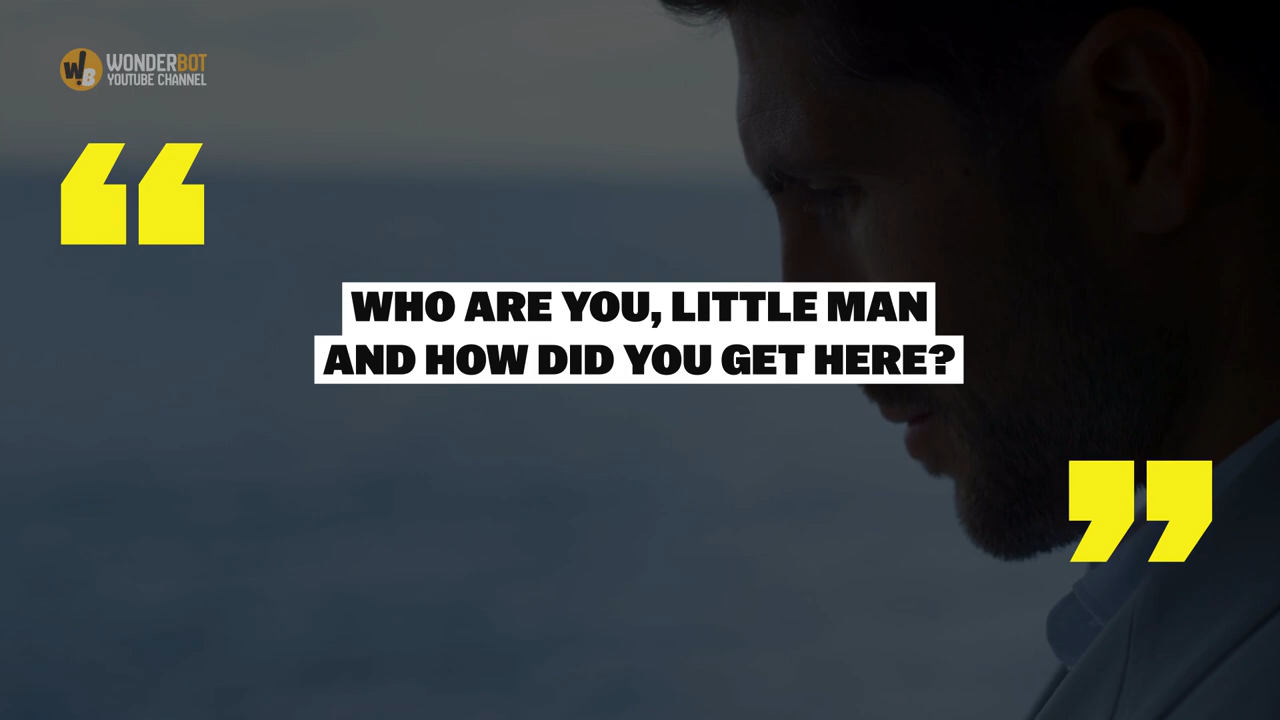 WONDERBOT
YOUTUBE CHANNEL
“
WHO ARE YOU, LITTLE MAN
AND HOW DID YOU GET HERE?
”